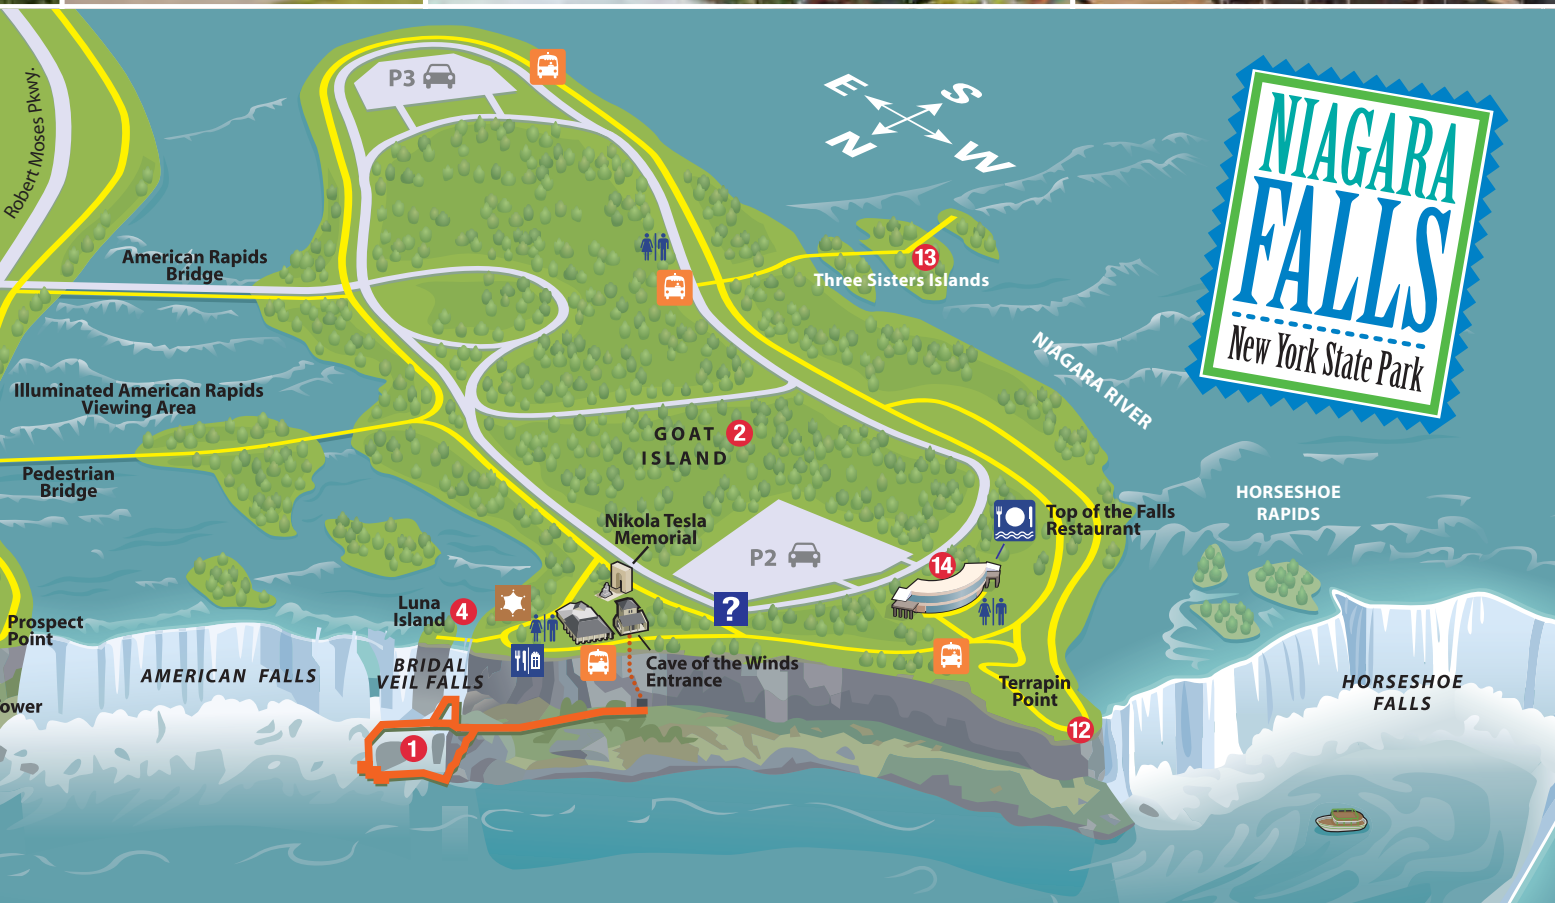 Robert Moses Pkwy.
P3
E
S
N
W
NIAGARA
FALLS
New York State Park
American Rapids
Bridge
13
Three Sisters Islands
NIAGARA RIVER
Illuminated American Rapids
Viewing Area
GOAT 2
ISLAND
Pedestrian
Bridge
HORSESHOE
RAPIDS
Nikola Tesla
Memorial
Top of the Falls
Restaurant
P2
14
Luna
Island 4
?
Prospect
Point
AMERICAN FALLS
BRIDAL
VEIL FALLS
Cave of the Winds
Entrance
Terrapin
Point
HORSESHOE
FALLS
ower
12
1